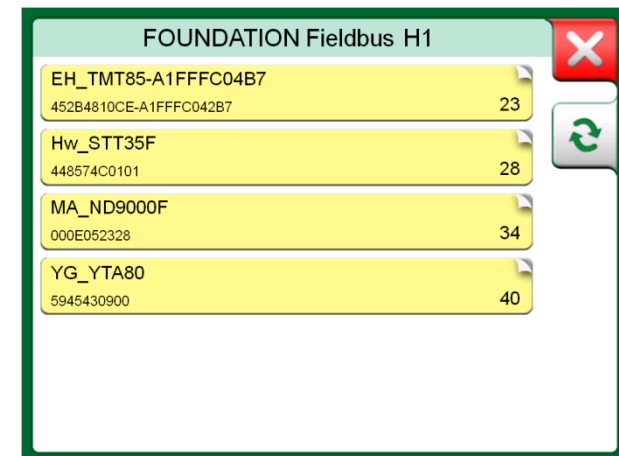 FOUNDATION Fieldbus H1
EH_TMT85-A1FFFC04B7
452B4810CE-A1FFFC042B7
23
Hw_STT35F
448574C0101
28
MA_ND9000F
000E052328
34
YG_YTA80
5945430900
40